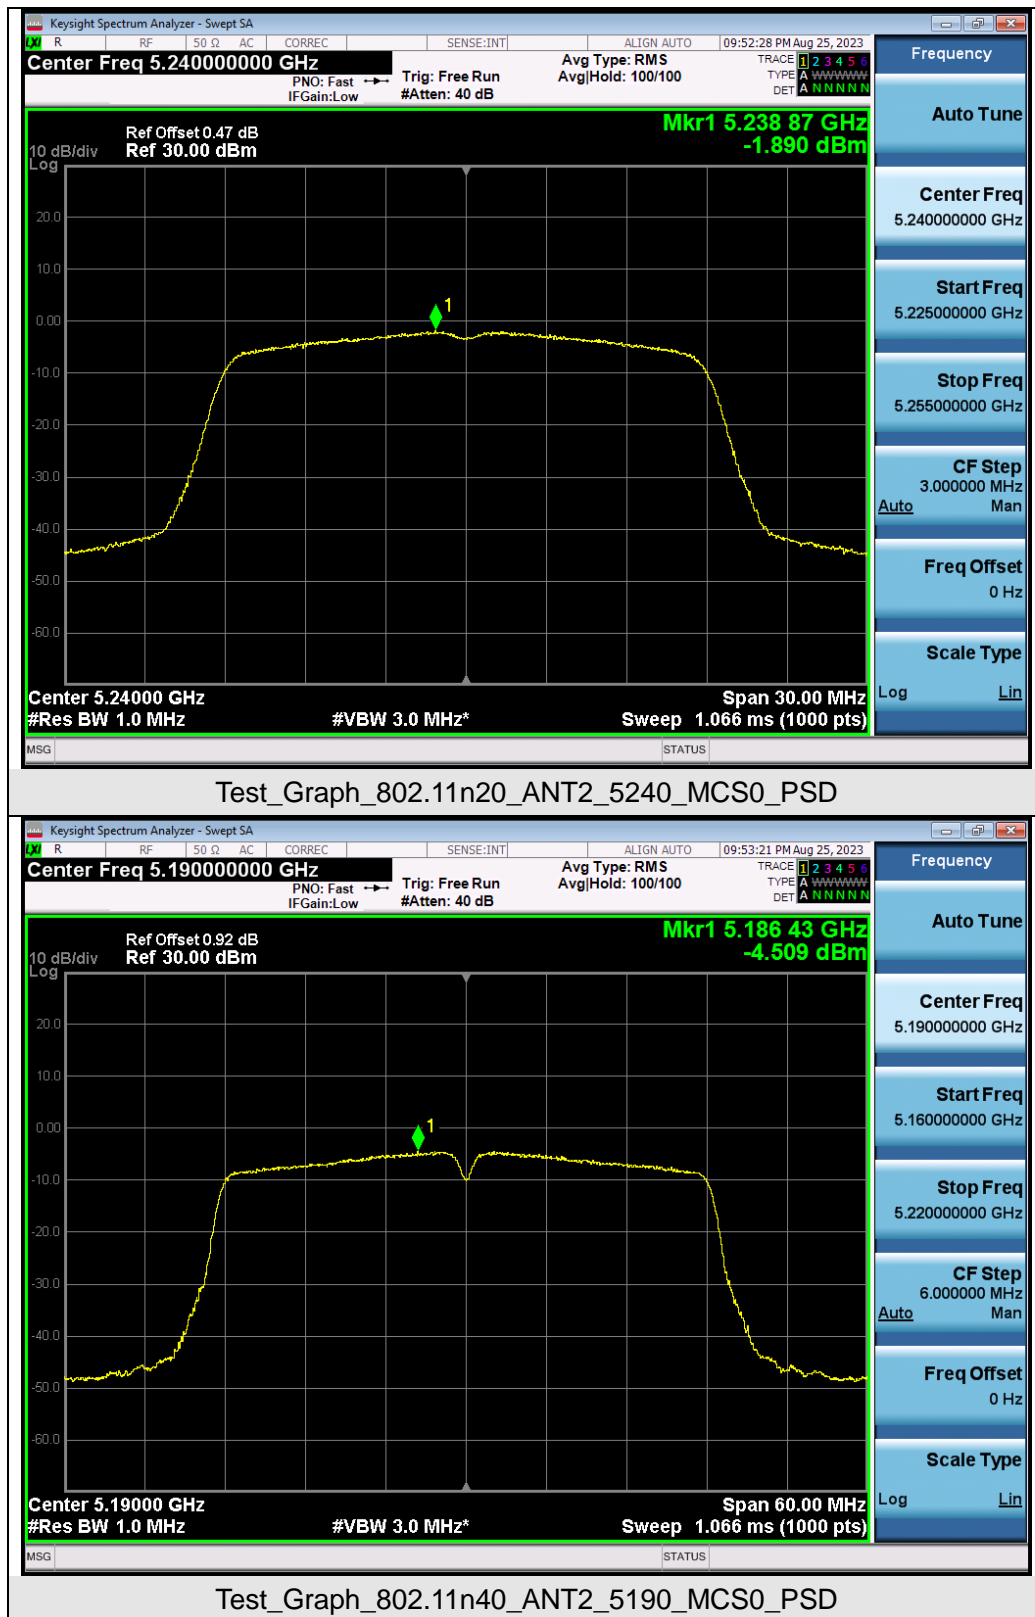 Keysight Spectrum Analyzer - Swept SA
LXI R RF 50 Ω AC CORREC SENSE:INT ALIGN AUTO 09:52:28 PM Aug 25, 2023
Center Freq 5.240000000 GHz
PNO: Fast
IFGain:Low
Trig: Free Run
#Atten: 40 dB
Avg Type: RMS
Avg|Hold: 100/100
TRACE 1 2 3 4 5 6
TYPE A WWWWW
DET A N N N N N
Ref Offset 0.47 dB
10 dB/div Ref 30.00 dBm
Log
Mkr1 5.238 87 GHz
-1.890 dBm
20.0
10.0
0.00
-10.0
-20.0
-30.0
-40.0
-50.0
-60.0
1
Center 5.24000 GHz Span 30.00 MHz
#Res BW 1.0 MHz #VBW 3.0 MHz* Sweep 1.066 ms (1000 pts)
MSG STATUS
Frequency
Auto Tune
Center Freq
5.240000000 GHz
Start Freq
5.225000000 GHz
Stop Freq
5.255000000 GHz
CF Step
3.000000 MHz
Auto Man
Freq Offset
0 Hz
Scale Type
Log Lin
Test_Graph_802.11n20_ANT2_5240_MCS0_PSD
Keysight Spectrum Analyzer - Swept SA
LXI R RF 50 Ω AC CORREC SENSE:INT ALIGN AUTO 09:53:21 PM Aug 25, 2023
Center Freq 5.190000000 GHz
PNO: Fast
IFGain:Low
Trig: Free Run
#Atten: 40 dB
Avg Type: RMS
Avg|Hold: 100/100
TRACE 1 2 3 4 5 6
TYPE A WWWWW
DET A N N N N N
Ref Offset 0.92 dB
10 dB/div Ref 30.00 dBm
Log
Mkr1 5.186 43 GHz
-4.509 dBm
20.0
10.0
0.00
-10.0
-20.0
-30.0
-40.0
-50.0
-60.0
1
Center 5.19000 GHz Span 60.00 MHz
#Res BW 1.0 MHz #VBW 3.0 MHz* Sweep 1.066 ms (1000 pts)
MSG STATUS
Frequency
Auto Tune
Center Freq
5.190000000 GHz
Start Freq
5.160000000 GHz
Stop Freq
5.220000000 GHz
CF Step
6.000000 MHz
Auto Man
Freq Offset
0 Hz
Scale Type
Log Lin
Test_Graph_802.11n40_ANT2_5190_MCS0_PSD